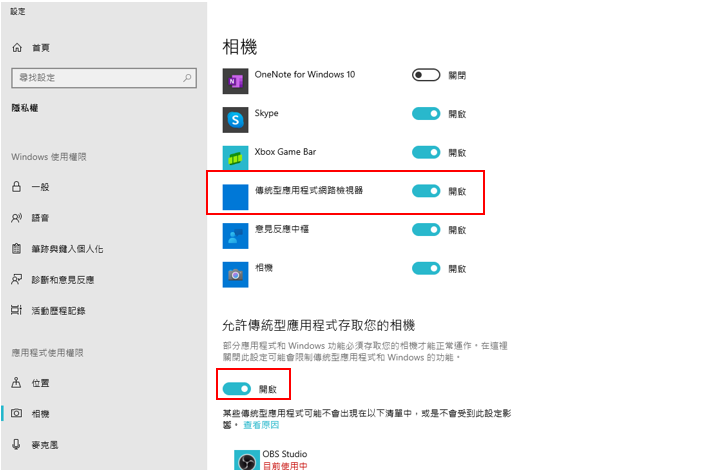 設定
首頁
尋找設定
隱私權
Windows 使用權限
一般
語音
筆跡與鍵入個人化
診斷和意見反應
活動歷程記錄
應用程式使用權限
位置
相機
麥克風
相機
OneNote for Windows 10 關閉
Skype 開啟
Xbox Game Bar 開啟
傳統型應用程式網路檢視器 開啟
意見反應中樞 開啟
相機 開啟
允許傳統型應用程式存取您的相機
部分應用程式和 Windows 功能必須存取您的相機才能正常運作。在這裡
關閉此設定可能會限制傳統型應用程式和 Windows 的功能。
開啟
某些傳統型應用程式可能不會出現在以下清單中，或是不會受到此設定影
響。 查看原因
OBS Studio
目前使用中